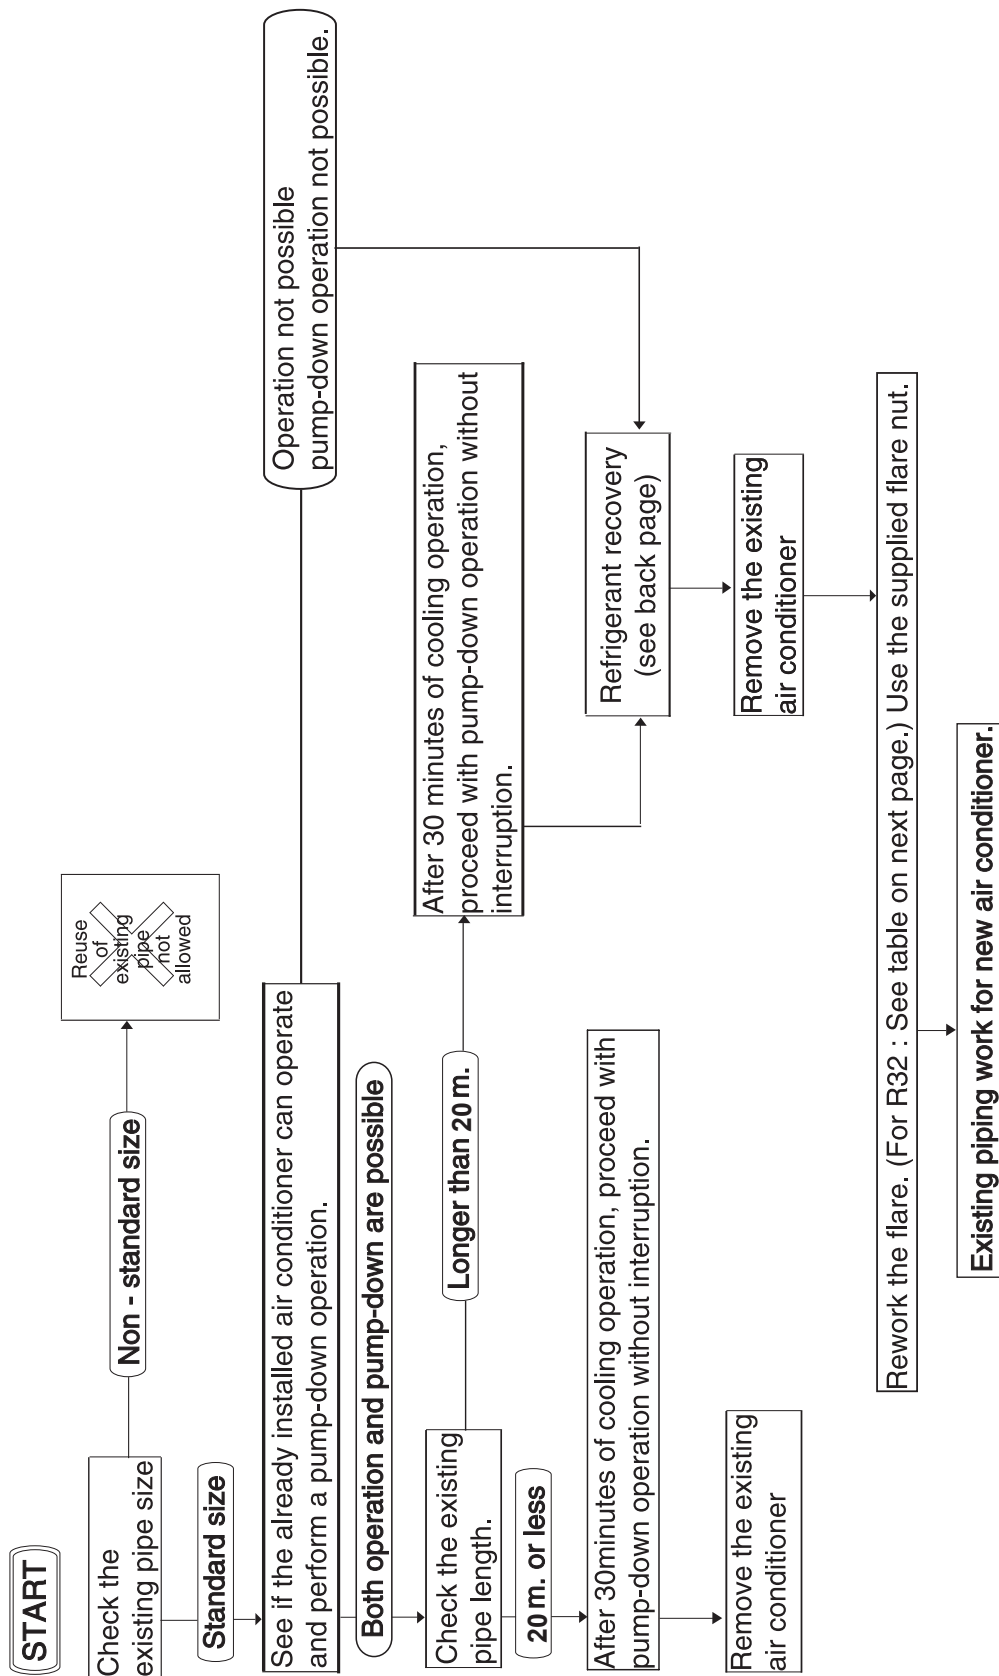 START
Check the
existing pipe size
Non - standard size
Reuse
of
existing
pipe
not
allowed
Standard size
See if the already installed air conditioner can operate
and perform a pump-down operation.
Operation not possible
pump-down operation not possible.
Both operation and pump-down are possible
Check the existing
pipe length.
Longer than 20 m.
After 30 minutes of cooling operation,
proceed with pump-down operation without
interruption.
20 m. or less
After 30minutes of cooling operation, proceed with
pump-down operation without interruption.
Refrigerant recovery
(see back page)
Remove the existing
air conditioner
Remove the existing
air conditioner
Rework the flare. (For R32 : See table on next page.) Use the supplied flare nut.
Existing piping work for new air conditioner.